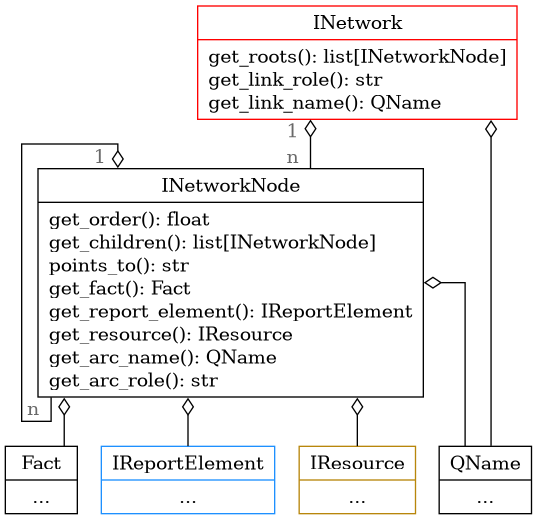 INetwork
get_roots(): list[INetworkNode]
get_link_role(): str
get_link_name(): QName
1
n
1
INetworkNode
get_order(): float
get_children(): list[INetworkNode]
points_to(): str
get_fact(): Fact
get_report_element(): IReportElement
get_resource(): IResource
get_arc_name(): QName
get_arc_role(): str
n
Fact
...
IReportElement
...
IResource
...
QName
...